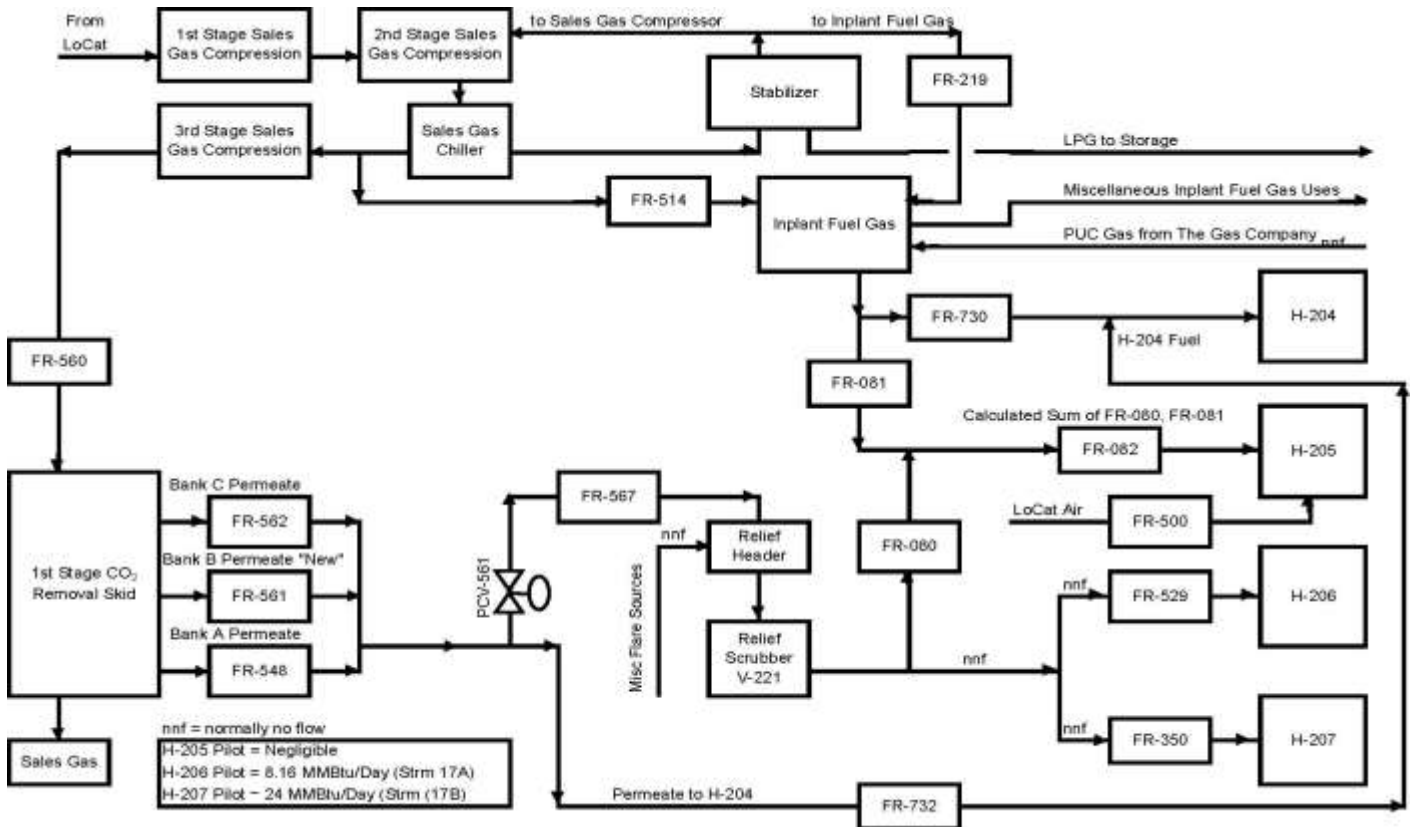 From
LoCat
1st Stage Sales
Gas Compression
2nd Stage Sales
Gas Compression
to Sales Gas Compressor
to Inplant Fuel Gas
Stabilizer
FR-219
3rd Stage Sales
Gas Compression
Sales Gas
Chiller
LPG to Storage
FR-514
Inplant Fuel Gas
Miscellaneous Inplant Fuel Gas Uses
PUC Gas from The Gas Company
nnf
FR-730
H-204
H-204 Fuel
FR-560
FR-081
Calculated Sum of FR-080, FR-081
FR-082
H-205
Bank C Permeate
FR-562
FR-567
LoCat Air
FR-500
nnf
Relief
Header
FR-080
Bank B Permeate "New"
FR-561
1st Stage CO₂
Removal Skid
PCV-561
nnf
FR-529
H-206
Bank A Permeate
FR-548
Misc Flare Sources
Relief
Scrubber
V-221
nnf
nnf
FR-350
H-207
nnf = normally no flow
Sales Gas
H-205 Pilot = Negligible
H-206 Pilot = 8.16 MMBtu/Day (Strm 17A)
H-207 Pilot ~ 24 MMBtu/Day (Strm (17B)
Permeate to H-204
FR-732